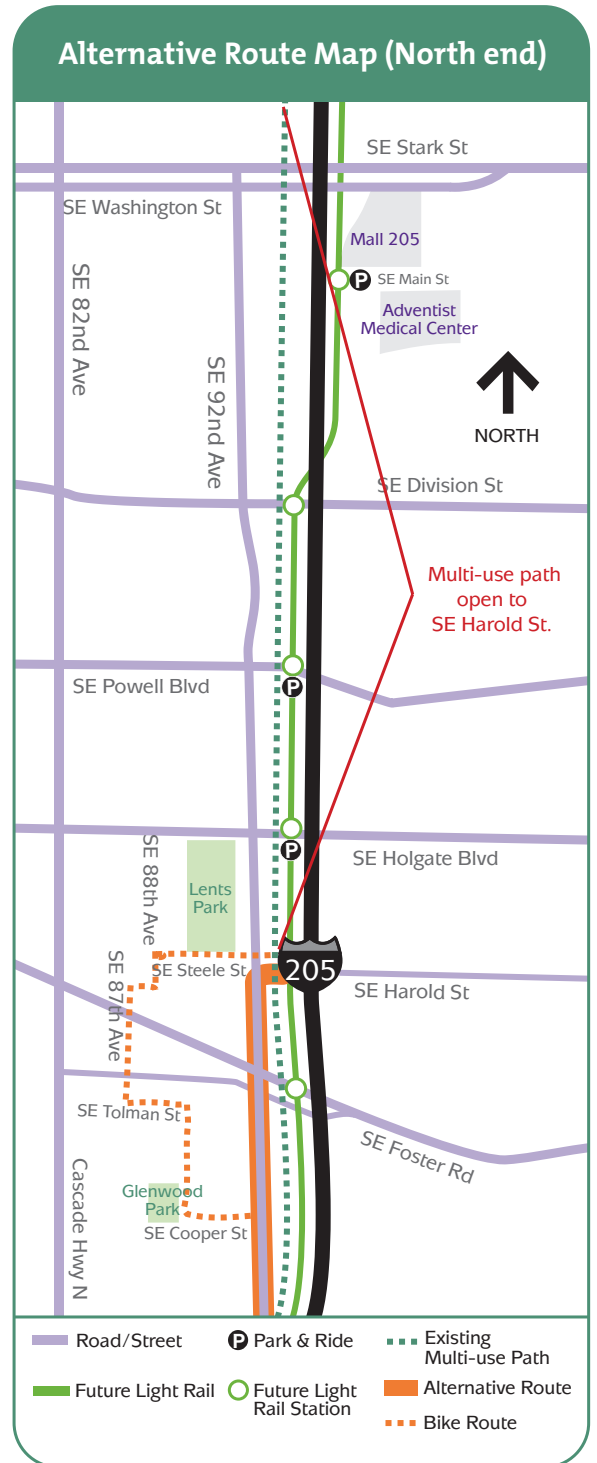 Alternative Route Map (North end)
SE Stark St
SE Washington St
Mall 205
P
SE Main St
Adventist
Medical Center
SE 82nd Ave
SE 92nd Ave
NORTH
SE Division St
Multi-use path
open to
SE Harold St.
SE Powell Blvd
P
SE Holgate Blvd
P
SE 88th Ave
Lents
Park
SE Steele St
205
SE Harold St
SE 87th Ave
SE Tolman St
SE Foster Rd
Cascade Hwy N
Glenwood
Park
SE Cooper St
Road/Street
P Park & Ride
Existing
Multi-use Path
Future Light Rail
Future Light
Rail Station
Alternative Route
Bike Route